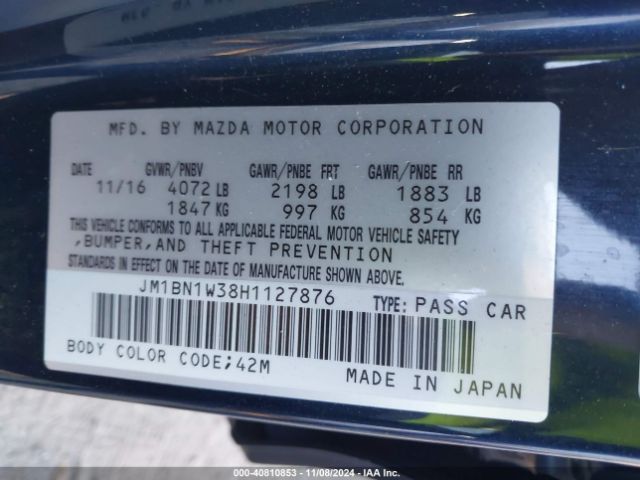 MFD. BY MAZDA MOTOR CORPORATION
DATE GVWR/PNBV GAWR/PNBE FRT GAWR/PNBE RR
11/16 4072 LB 2198 LB 1883 LB
1847 KG 997 KG 854 KG
THIS VEHICLE CONFORMS TO ALL APPLICABLE FEDERAL MOTOR VEHICLE SAFETY
,BUMPER,AND THEFT PREVENTION
STANDARDS IN EFFECT ON THE DATE OF MANUFACTURE SHOWN ABOVE.
JM1BN1W38H1127876 TYPE: PASS CAR
BODY COLOR CODE;42M
MADE IN JAPAN
000-40810853 — 11/08/2024 — IAA Inc.